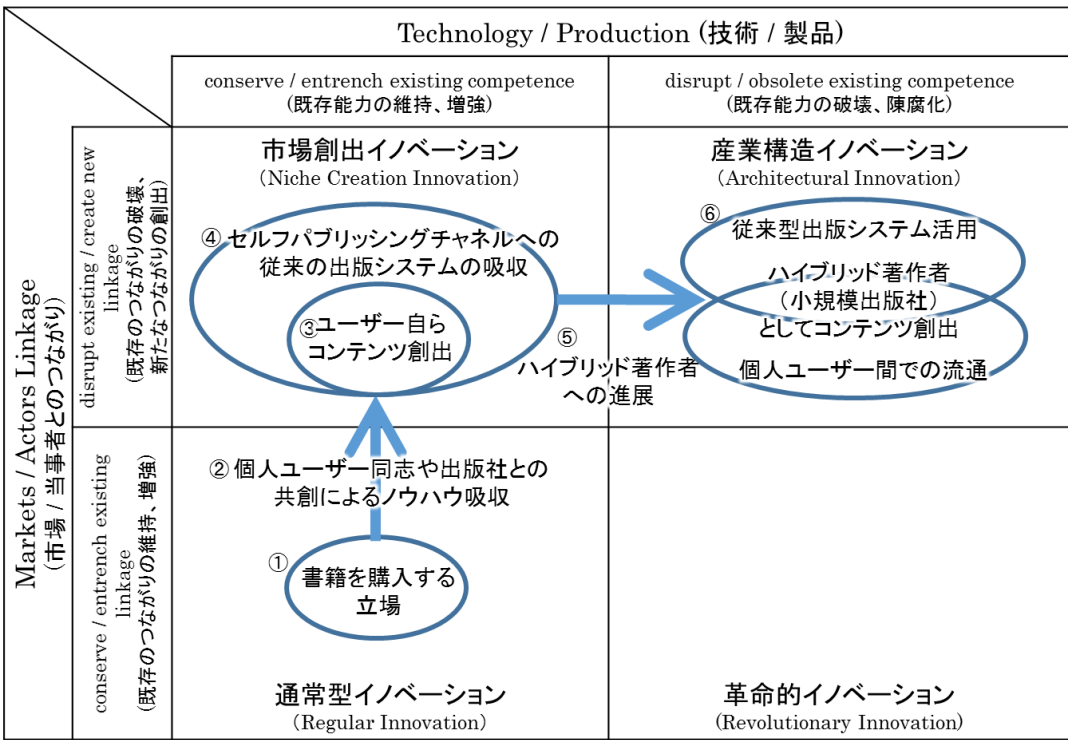 Technology / Production (技術 / 製品)
conserve / entrench existing competence
(既存能力の維持、増強)
disrupt / obsolete existing competence
(既存能力の破壊、陳腐化)
Markets / Actors Linkage
(市場 / 当事者とのつながり)
disrupt existing / create new
linkage
(既存のつながりの破壊、
新たなつながりの創出)
市場創出イノベーション
(Niche Creation Innovation)
④ セルフパブリッシングチャネルへの
従来の出版システムの吸収
③ユーザー自ら
コンテンツ創出
⑤
ハイブリッド著作者
への進展
産業構造イノベーション
(Architectural Innovation)
⑥
従来型出版システム活用
ハイブリッド著作者
(小規模出版社)
としてコンテンツ創出
個人ユーザー間での流通
conserve / entrench existing
linkage
(既存のつながりの維持、増強)
② 個人ユーザー同志や出版社との
共創によるノウハウ吸収
①
書籍を購入する
立場
通常型イノベーション
(Regular Innovation)
革命的イノベーション
(Revolutionary Innovation)